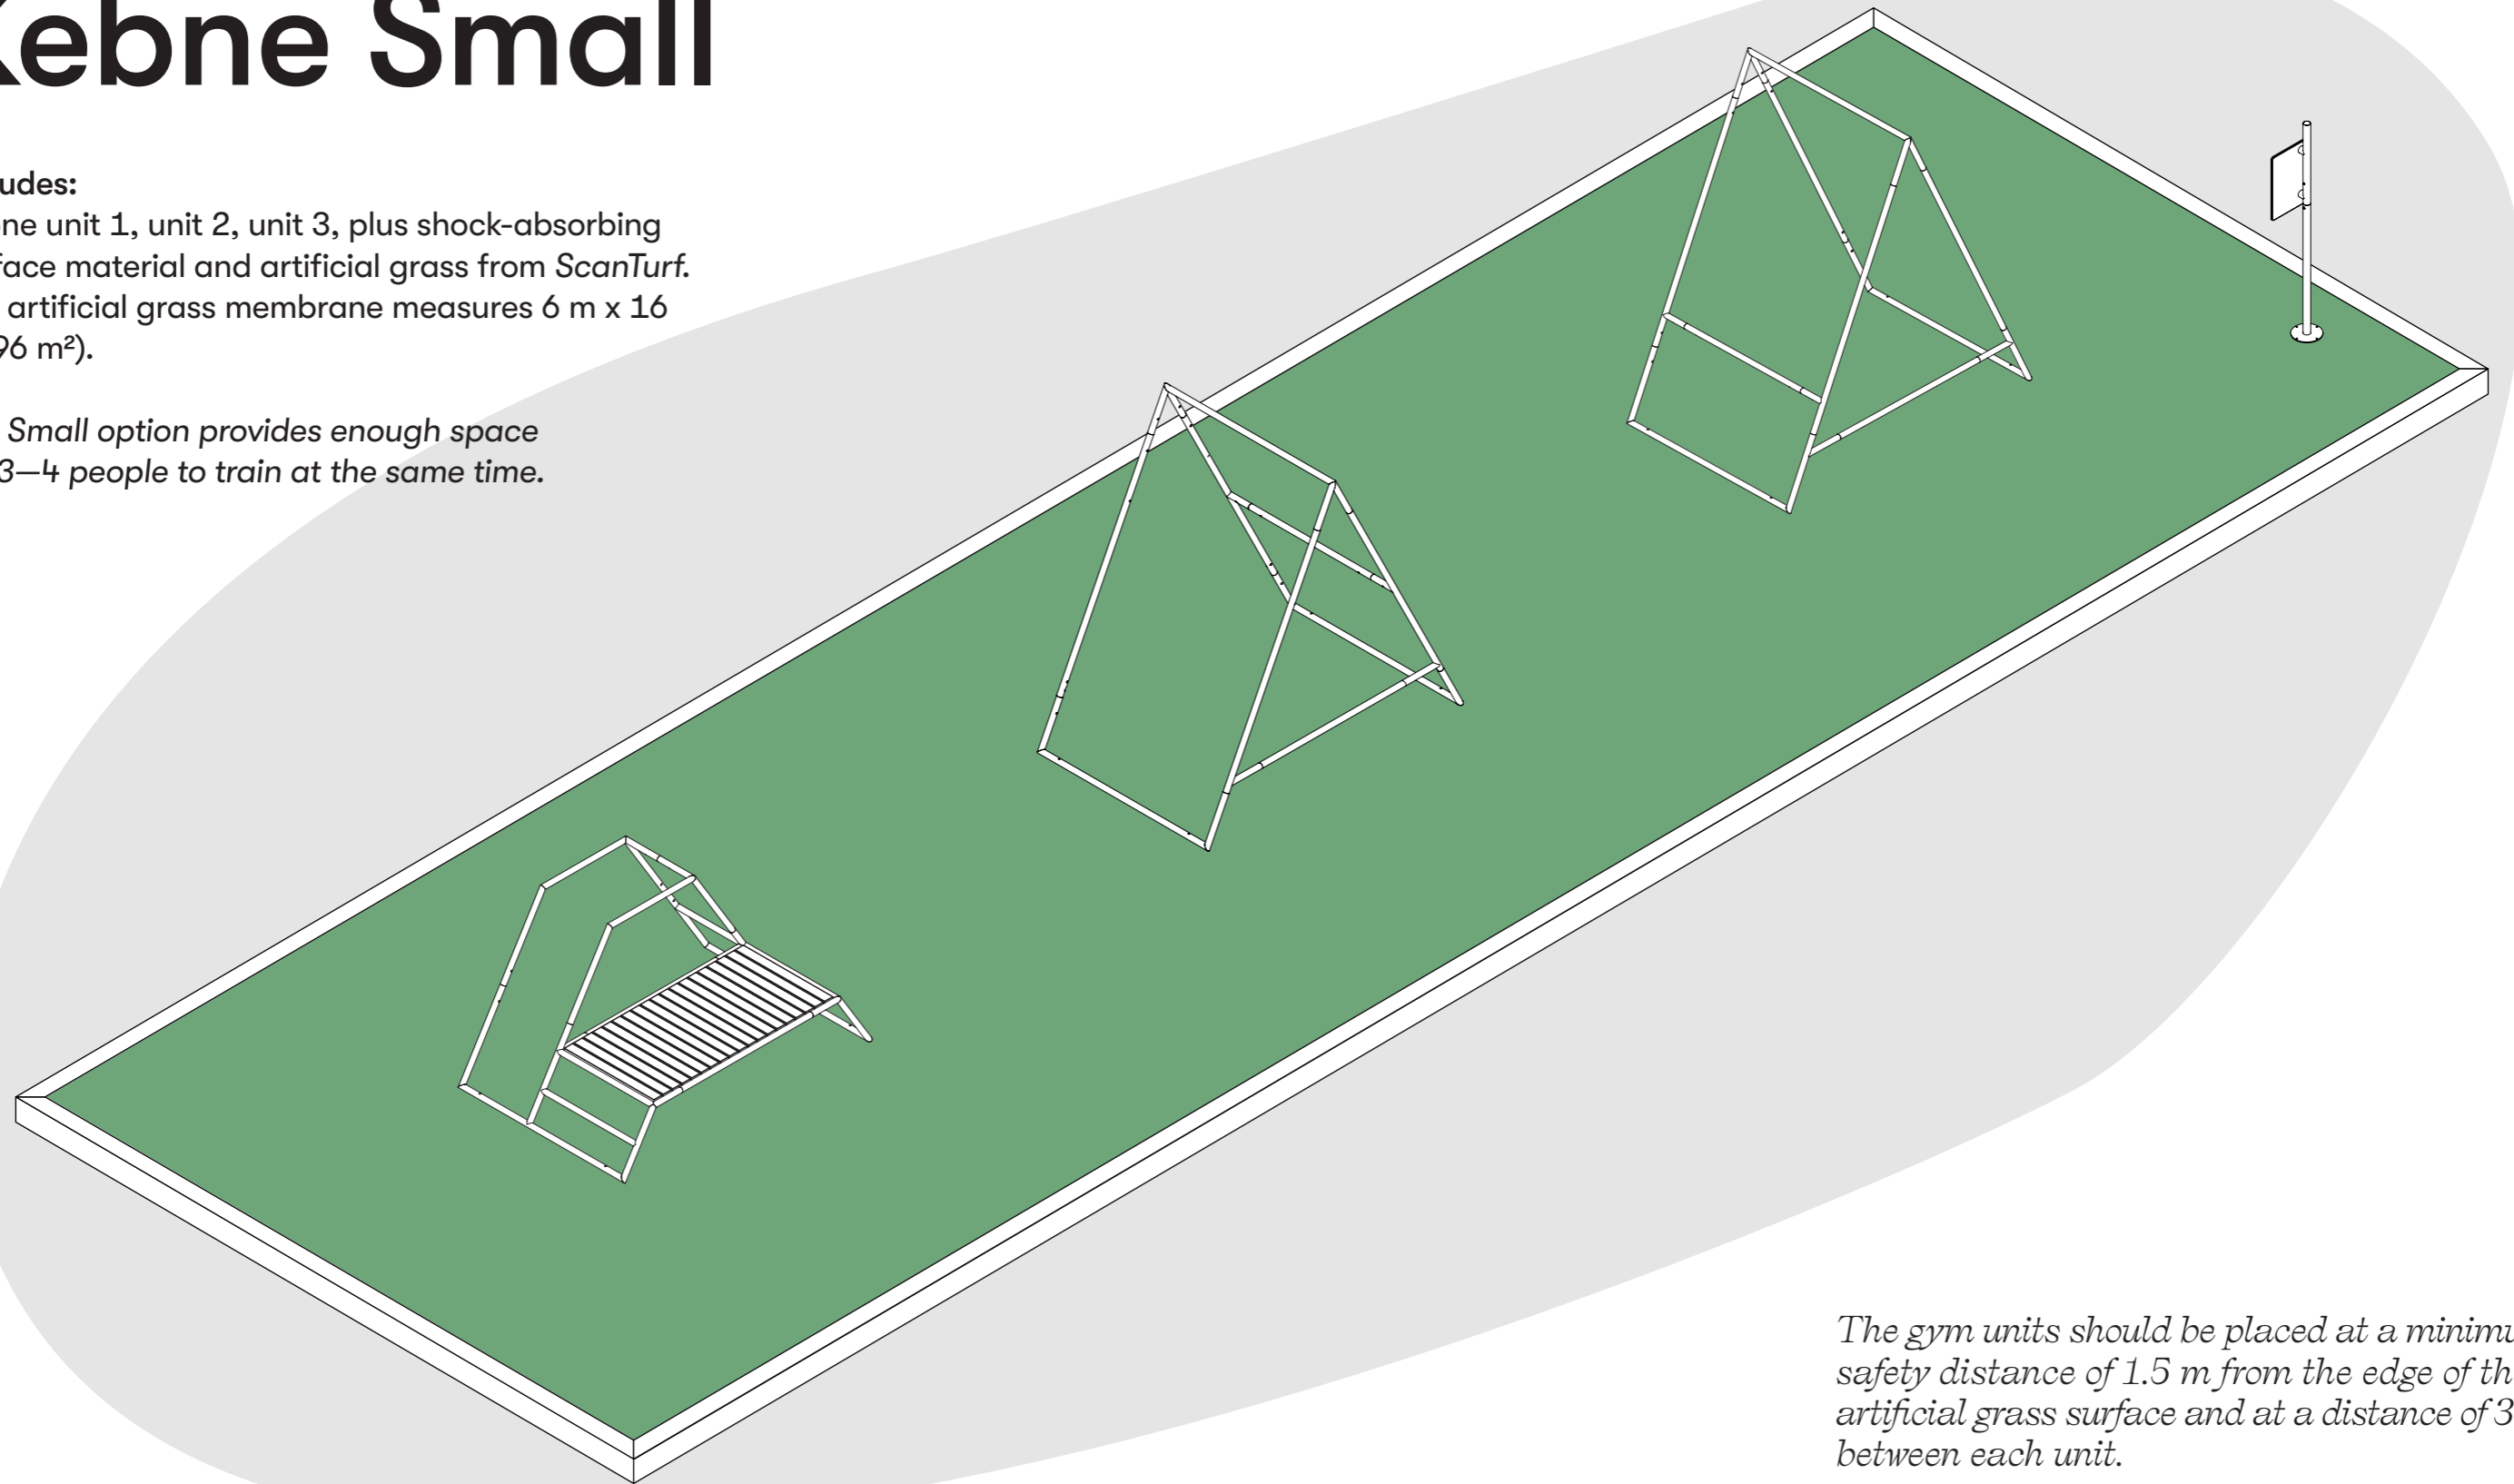 Kebne Small
udes:
ne unit 1, unit 2, unit 3, plus shock-absorbing
face material and artificial grass from ScanTurf.
artificial grass membrane measures 6 m x 16
96 m²).
Small option provides enough space
3—4 people to train at the same time.
The gym units should be placed at a minimu
safety distance of 1.5 m from the edge of th
artificial grass surface and at a distance of 3
between each unit.